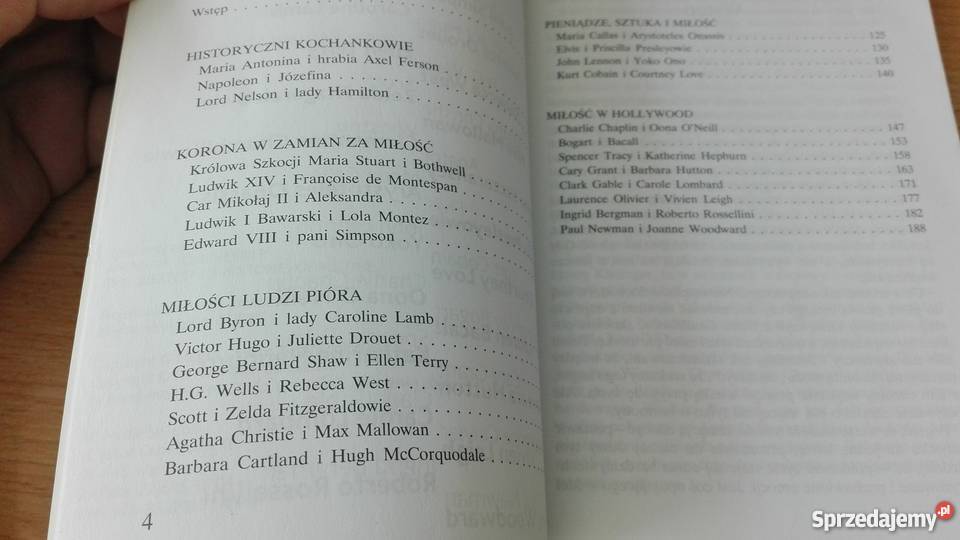 Wstęp . . . . .
HISTORYCZNI KOCHANKOWIE
Maria Antonina i hrabia Axel Ferson . . . . . .
Napoleon i Józefina . . . . . . . . . . . . . .
Lord Nelson i lady Hamilton . . . . . . . . . .
KORONA W ZAMIAN ZA MIŁOŚĆ
Królowa Szkocji Maria Stuart i Bothwell . . . .
Ludwik XIV i Françoise de Montespan . . . . . .
Car Mikołaj II i Aleksandra . . . . . . . . . .
Ludwik I Bawarski i Lola Montez . . . . . . . .
Edward VIII i pani Simpson . . . . . . . . . .
MIŁOŚCI LUDZI PIÓRA
Lord Byron i lady Caroline Lamb . . . . . . . .
Victor Hugo i Juliette Drouet . . . . . . . . .
George Bernard Shaw i Ellen Terry . . . . . . .
H.G. Wells i Rebecca West . . . . . . . . . . .
Scott i Zelda Fitzgeraldowie . . . . . . . . .
Agatha Christie i Max Mallowan . . . . . . . .
Barbara Cartland i Hugh McCorquodale . . . . .
4
PIENIĄDZE, SZTUKA I MIŁOŚĆ
Maria Callas i Arystoteles Onassis . . . . . . 125
Elvis i Priscilla Presleyowie . . . . . . . . . 130
John Lennon i Yoko Ono . . . . . . . . . . . . 135
Kurt Cobain i Courtney Love . . . . . . . . . . 140
MIŁOŚĆ W HOLLYWOOD
Charlie Chaplin i Oona O'Neill . . . . . . . . 147
Bogart i Bacall . . . . . . . . . . . . . . . . 153
Spencer Tracy i Katherine Hepburn . . . . . . . 158
Cary Grant i Barbara Hutton . . . . . . . . . . 163
Clark Gable i Carole Lombard . . . . . . . . . 171
Laurence Olivier i Vivien Leigh . . . . . . . . 177
Ingrid Bergman i Roberto Rossellini . . . . . . 182
Paul Newman i Joanne Woodward . . . . . . . . . 188
Sprzedajemy.pl